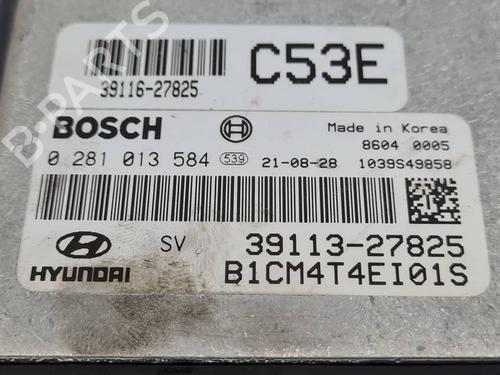 C53E
39116-27825
BOSCH
Made in Korea
8604 0005
0 281 013 584 539 21-08-28 1039S49858
SV 39113-27825
HYUNDAI B1CM4T4EI01S
B-PARTS